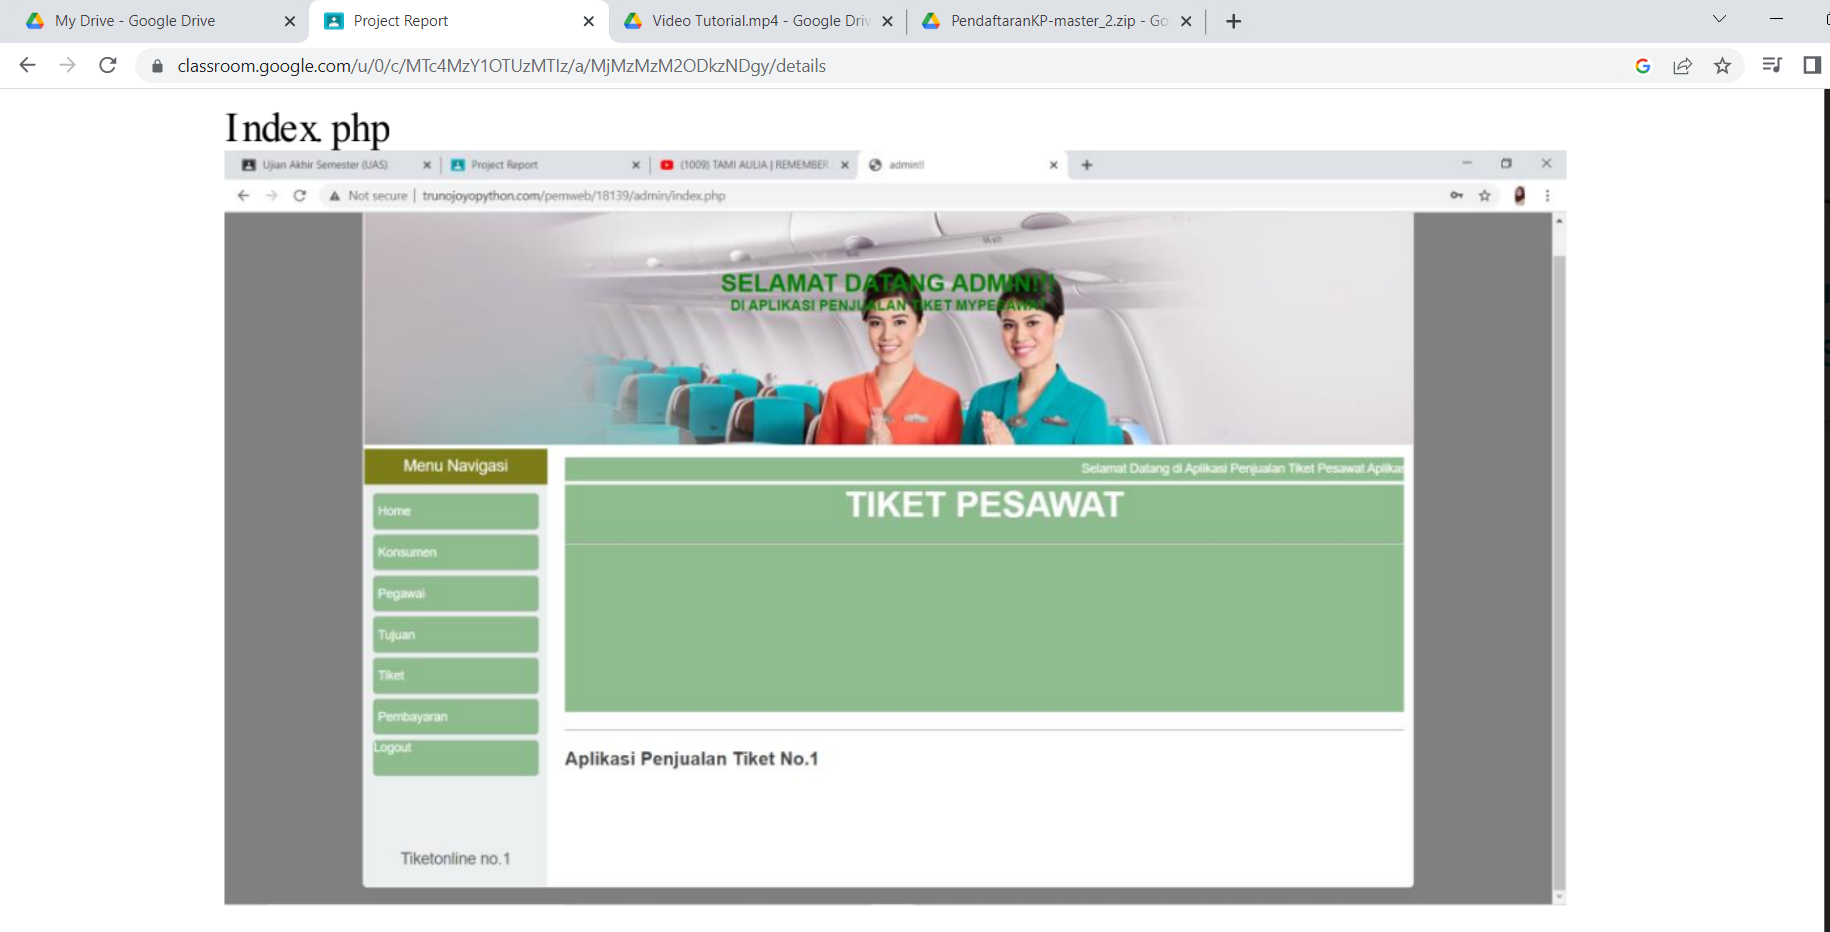 My Drive - Google Drive
Project Report
Video Tutorial.mp4 - Google Driv
PendaftaranKP-master_2.zip - Go
classroom.google.com/u/0/c/MTc4MzY1OTUzMTIz/a/MjMzMzM2ODkzNDgy/details
Index. php
Ujian Akhir Semester (UAS)
Project Report
(1009) TAMI AULIA | REMEMBER
admin!!
Not secure | trunojoyopython.com/pemweb/18139/admin/index.php
SELAMAT DATANG ADMIN!!!
DI APLIKASI PENJUALAN TIKET MYPESAWAT
Menu Navigasi
Home
Konsumen
Pegawai
Tujuan
Tiket
Pembayaran
Logout
Tiketonline no.1
Selamat Datang di Aplikasi Penjualan Tiket Pesawat Aplikas
TIKET PESAWAT
Aplikasi Penjualan Tiket No.1